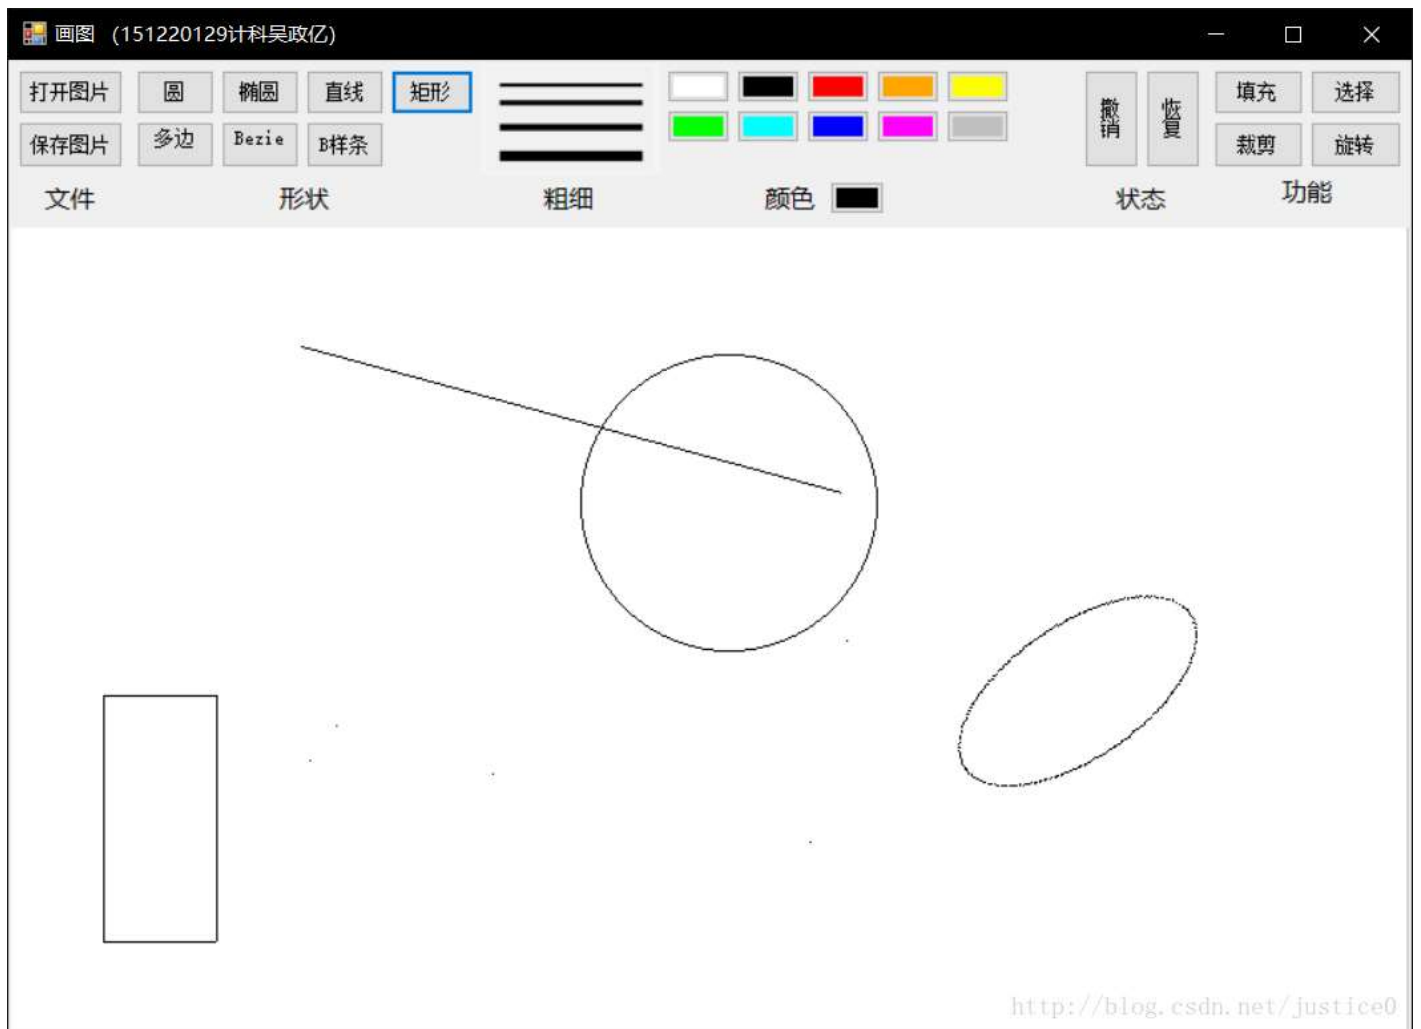 画图 (151220129计科吴政亿)
打开图片 圆 椭圆 直线 矩形 撤销 恢复 填充 选择
保存图片 多边 Bezie B样条 裁剪 旋转
文件 形状 粗细 颜色 状态 功能
http://blog.csdn.net/justice0